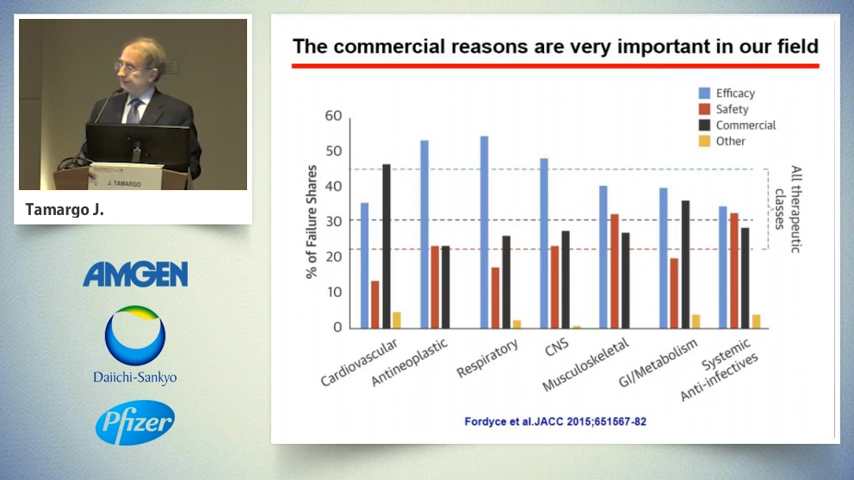 The commercial reasons are very important in our field
J. TAMARGO
Tamargo J.
AMGEN
Daiichi-Sankyo
Pfizer
Efficacy
Safety
Commercial
Other
% of Failure Shares
60
50
40
30
20
10
0
All therapeutic
classes
Cardiovascular
Antineoplastic
Respiratory
CNS
Musculoskeletal
GI/Metabolism
Systemic
Anti-infectives
Fordyce et al.JACC 2015;651567-82